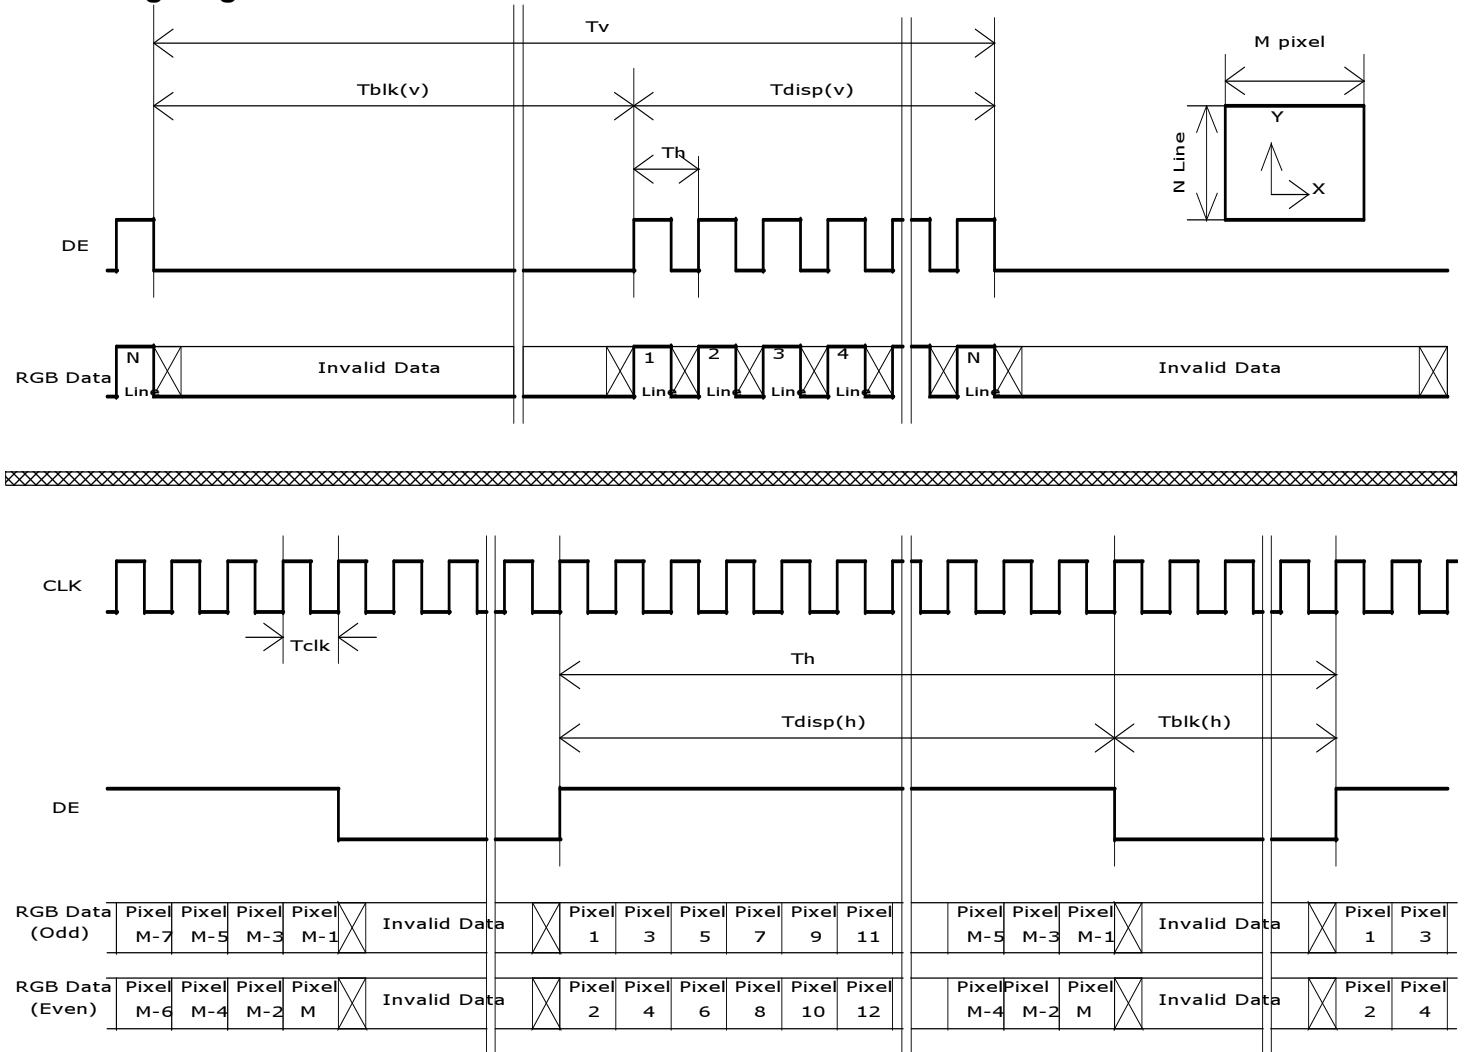 Tv
M pixel
Tblk(v) Tdisp(v)
Y
Th
N Line
X
DE
N 1 2 3 4 N
RGB Data Invalid Data Invalid Data
Line Line Line Line Line Line
CLK
Tclk
Th
Tdisp(h) Tblk(h)
DE
RGB Data Pixel Pixel Pixel Pixel Invalid Data Pixel Pixel Pixel Pixel Pixel Pixel Pixel Pixel Pixel Invalid Data Pixel Pixel
(Odd) M-7 M-5 M-3 M-1 1 3 5 7 9 11 M-5 M-3 M-1 1 3
RGB Data Pixel Pixel Pixel Pixel Invalid Data Pixel Pixel Pixel Pixel Pixel Pixel Pixel Pixel Pixel Invalid Data Pixel Pixel
(Even) M-6 M-4 M-2 M 2 4 6 8 10 12 M-4 M-2 M 2 4